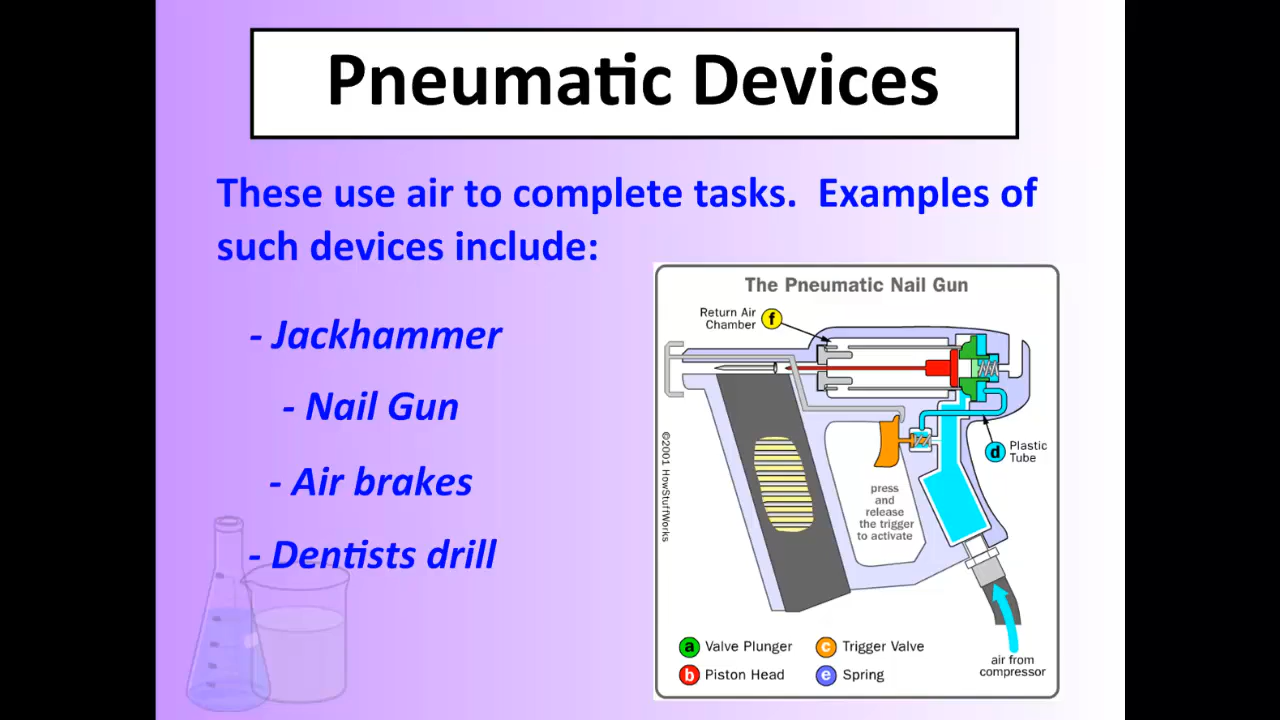 Pneumatic Devices
These use air to complete tasks.  Examples of
such devices include:
- Jackhammer
- Nail Gun
- Air brakes
- Dentists drill
The Pneumatic Nail Gun
Return Air
Chamber
f
d
Plastic
Tube
press
and
release
the trigger
to activate
©2001 HowStuffWorks
a Valve Plunger
c Trigger Valve
b Piston Head
e Spring
air from
compressor